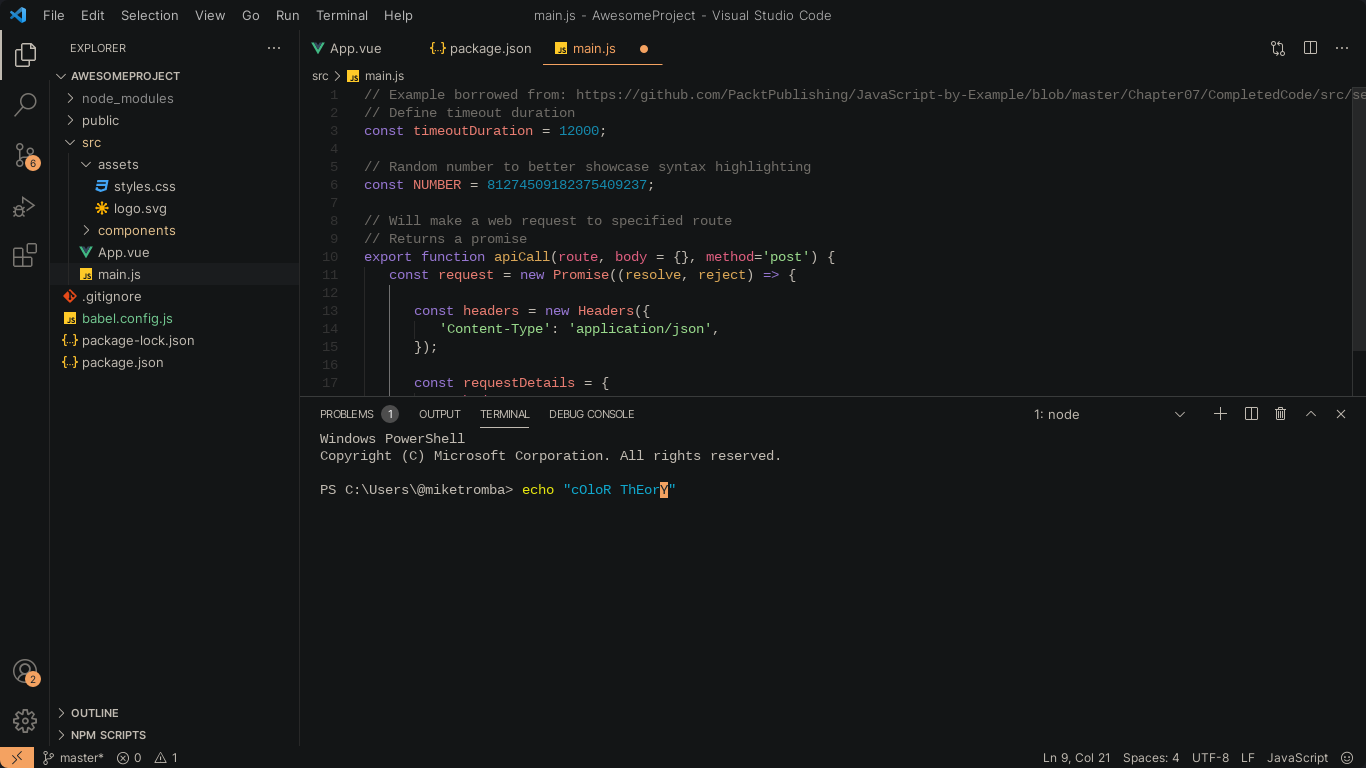 File Edit Selection View Go Run Terminal Help
main.js - AwesomeProject - Visual Studio Code
EXPLORER
AWESOMEPROJECT
node_modules
public
src
assets
styles.css
logo.svg
components
App.vue
main.js
.gitignore
babel.config.js
package-lock.json
package.json
OUTLINE
NPM SCRIPTS
6
2
App.vue package.json main.js
src main.js
1 // Example borrowed from: https://github.com/PacktPublishing/JavaScript-by-Example/blob/master/Chapter07/CompletedCode/src/se
2 // Define timeout duration
3 const timeoutDuration = 12000;
4
5 // Random number to better showcase syntax highlighting
6 const NUMBER = 81274509182375409237;
7
8 // Will make a web request to specified route
9 // Returns a promise
10 export function apiCall(route, body = {}, method='post') {
11 const request = new Promise((resolve, reject) => {
12
13 const headers = new Headers({
14 'Content-Type': 'application/json',
15 });
16
17 const requestDetails = {
PROBLEMS 1 OUTPUT TERMINAL DEBUG CONSOLE 1: node
Windows PowerShell
Copyright (C) Microsoft Corporation. All rights reserved.
PS C:\Users\@miketromba> echo "cOloR ThEorY"
master* 0 1 Ln 9, Col 21 Spaces: 4 UTF-8 LF JavaScript